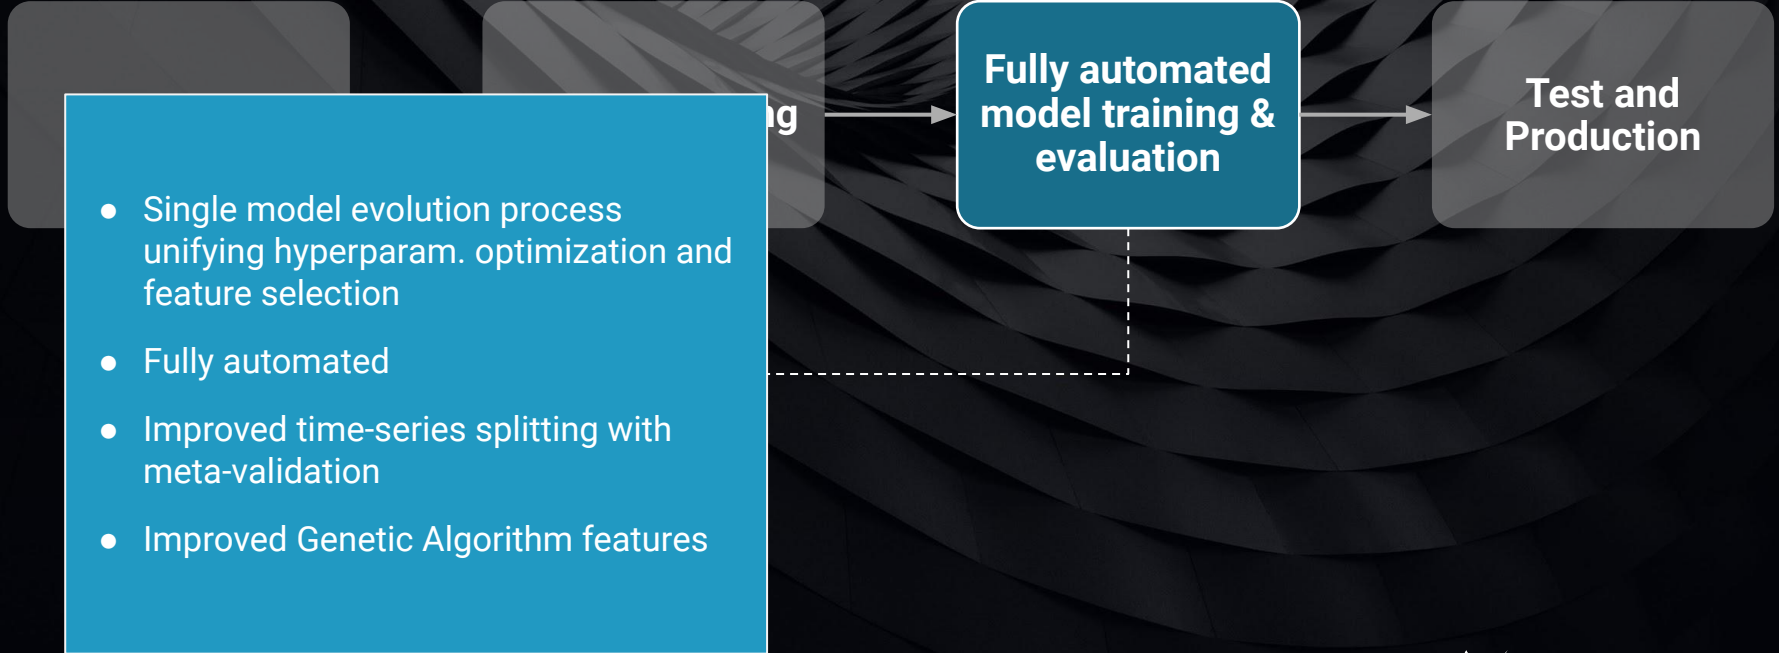 Fully automated
model training &
evaluation
Test and
Production
● Single model evolution process
unifying hyperparam. optimization and
feature selection
● Fully automated
● Improved time-series splitting with
meta-validation
● Improved Genetic Algorithm features